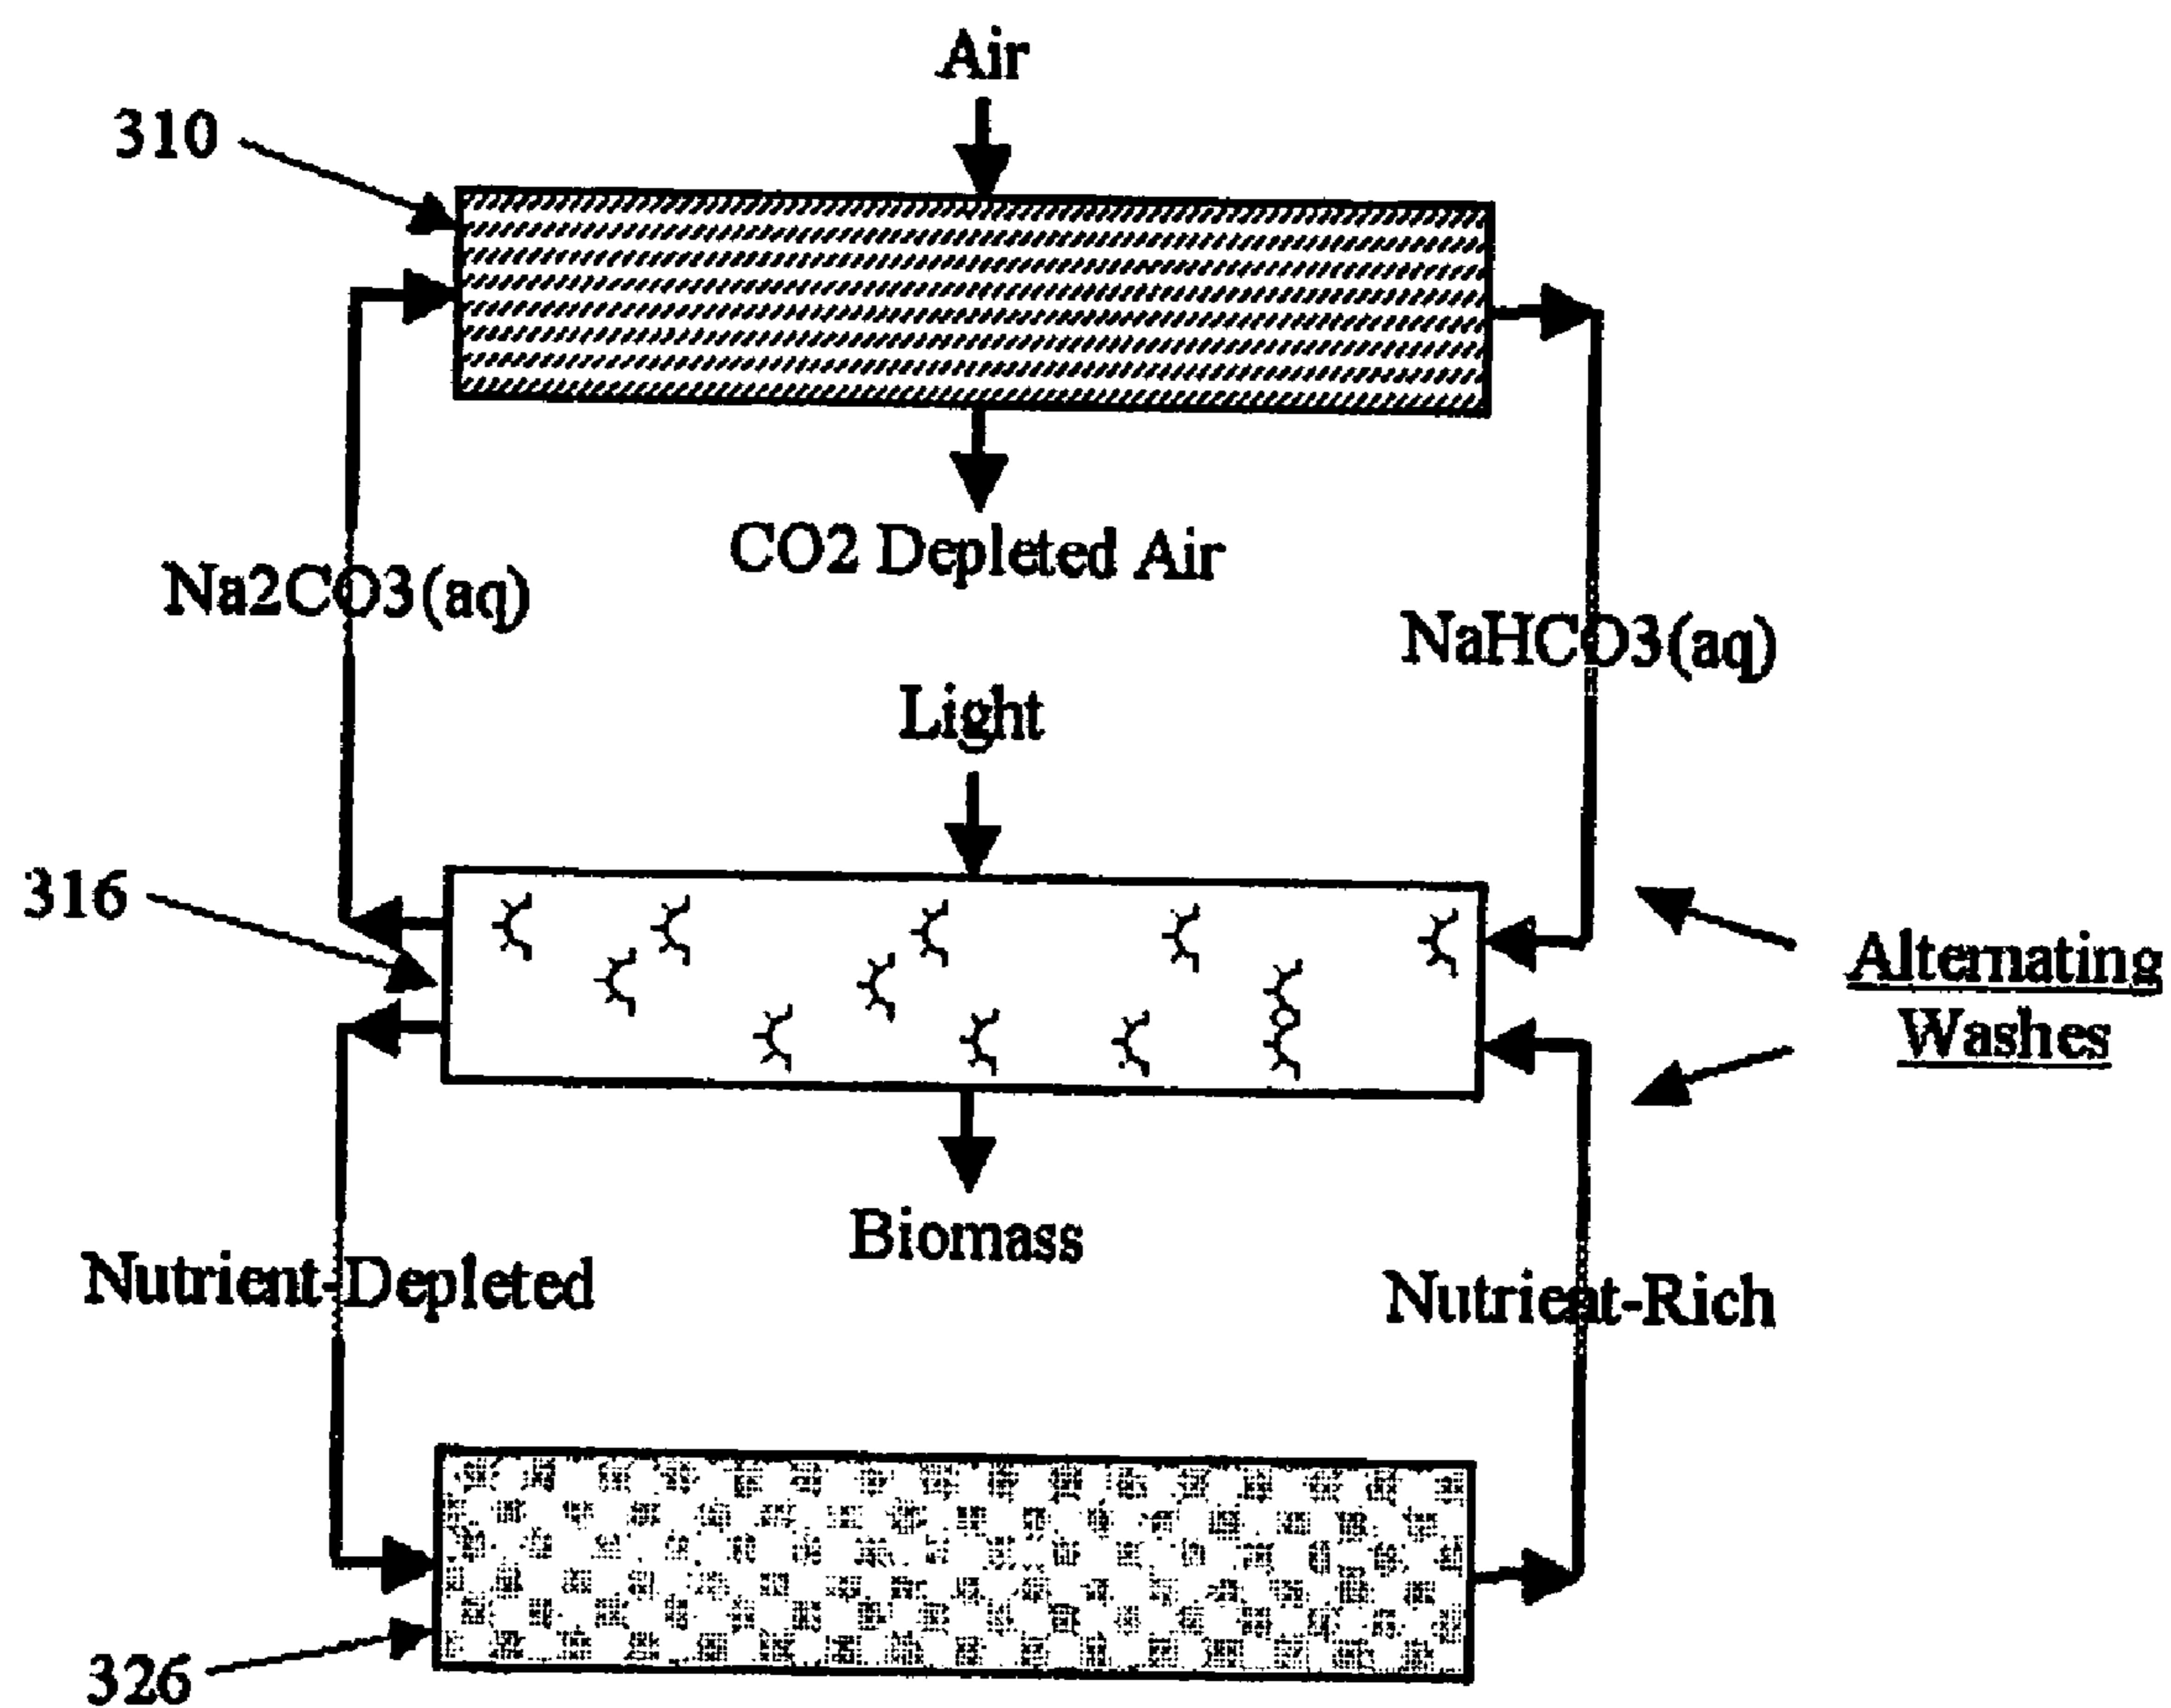 Air
310
CO2 Depleted Air
Na2CO3(aq)
NaHCO3(aq)
Light
316
Alternating
Washes
Biomass
Nutrient-Depleted
Nutrient-Rich
326